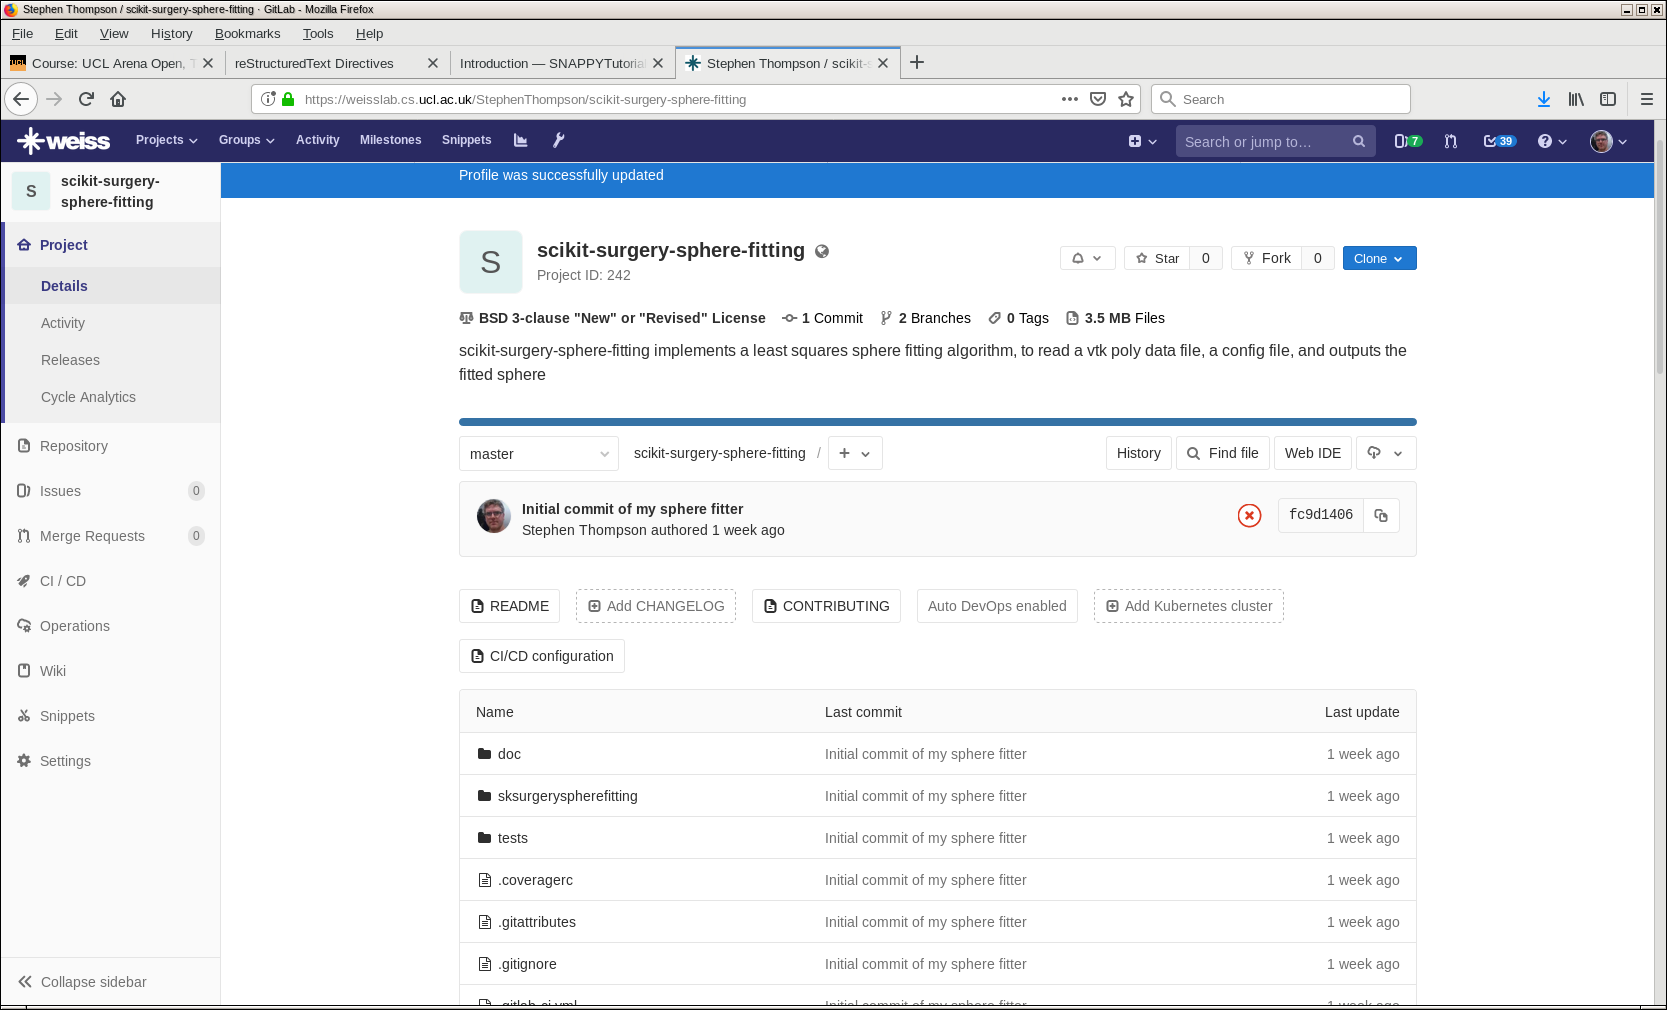 Stephen Thompson / scikit-surgery-sphere-fitting · GitLab - Mozilla Firefox
File Edit View History Bookmarks Tools Help
Course: UCL Arena Open, reStructuredText Directives Introduction — SNAPPYTutorial Stephen Thompson / scikit-s
https://weisslab.cs.ucl.ac.uk/StephenThompson/scikit-surgery-sphere-fitting Search
weiss Projects Groups Activity Milestones Snippets Search or jump to… 7 39
S scikit-surgery-
sphere-fitting
Project
Details
Activity
Releases
Cycle Analytics
Repository
Issues 0
Merge Requests 0
CI / CD
Operations
Wiki
Snippets
Settings
Collapse sidebar
Profile was successfully updated
S scikit-surgery-sphere-fitting
Project ID: 242
Star 0 Fork 0 Clone
BSD 3-clause "New" or "Revised" License 1 Commit 2 Branches 0 Tags 3.5 MB Files
scikit-surgery-sphere-fitting implements a least squares sphere fitting algorithm, to read a vtk poly data file, a config file, and outputs the
fitted sphere
master scikit-surgery-sphere-fitting / + History Find file Web IDE
Initial commit of my sphere fitter
Stephen Thompson authored 1 week ago
fc9d1406
README Add CHANGELOG CONTRIBUTING Auto DevOps enabled Add Kubernetes cluster
CI/CD configuration
Name Last commit Last update
doc Initial commit of my sphere fitter 1 week ago
sksurgeryspherefitting Initial commit of my sphere fitter 1 week ago
tests Initial commit of my sphere fitter 1 week ago
.coveragerc Initial commit of my sphere fitter 1 week ago
.gitattributes Initial commit of my sphere fitter 1 week ago
.gitignore Initial commit of my sphere fitter 1 week ago
.gitlab-ci.yml Initial commit of my sphere fitter 1 week ago